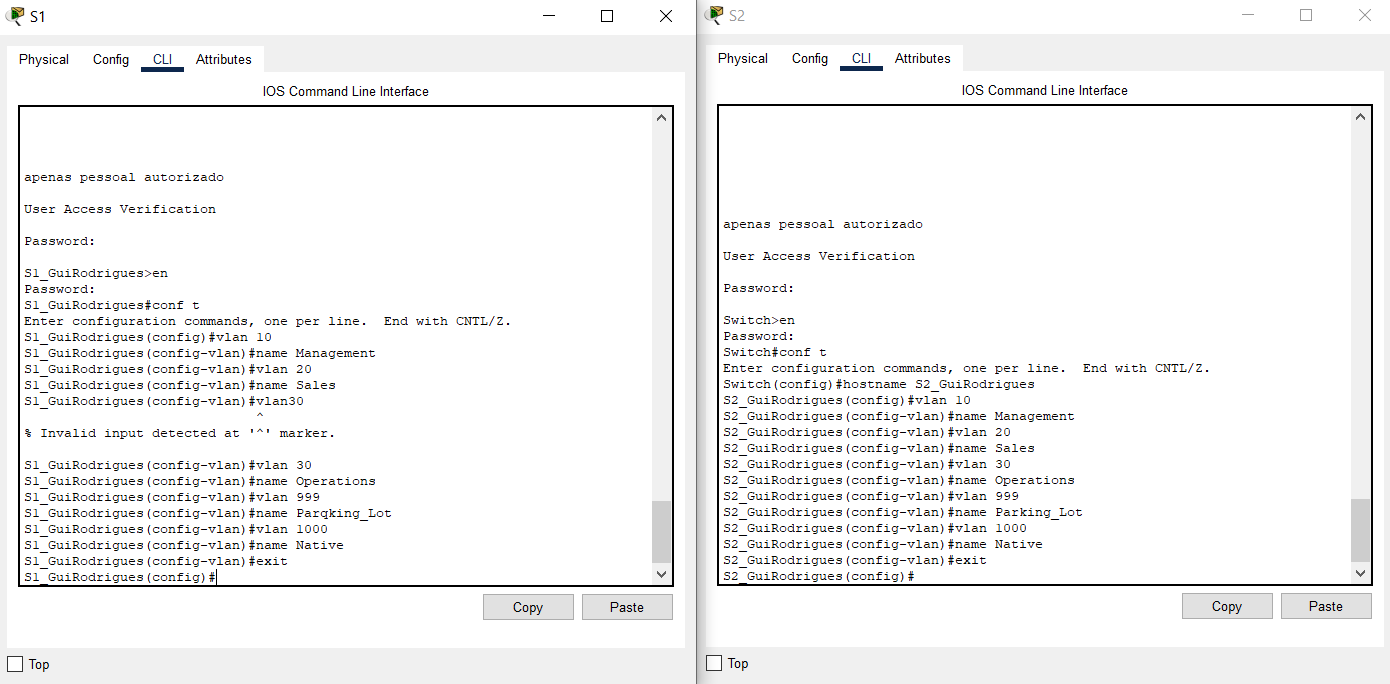 S1
Physical Config CLI Attributes
IOS Command Line Interface
apenas pessoal autorizado
User Access Verification
Password:
S1_GuiRodrigues>en
Password:
S1_GuiRodrigues#conf t
Enter configuration commands, one per line.  End with CNTL/Z.
S1_GuiRodrigues(config)#vlan 10
S1_GuiRodrigues(config-vlan)#name Management
S1_GuiRodrigues(config-vlan)#vlan 20
S1_GuiRodrigues(config-vlan)#name Sales
S1_GuiRodrigues(config-vlan)#vlan30
^
% Invalid input detected at '^' marker.
S1_GuiRodrigues(config-vlan)#vlan 30
S1_GuiRodrigues(config-vlan)#name Operations
S1_GuiRodrigues(config-vlan)#vlan 999
S1_GuiRodrigues(config-vlan)#name Parqking_Lot
S1_GuiRodrigues(config-vlan)#vlan 1000
S1_GuiRodrigues(config-vlan)#name Native
S1_GuiRodrigues(config-vlan)#exit
S1_GuiRodrigues(config)#
Copy Paste
Top
S2
Physical Config CLI Attributes
IOS Command Line Interface
apenas pessoal autorizado
User Access Verification
Password:
Switch>en
Password:
Switch#conf t
Enter configuration commands, one per line.  End with CNTL/Z.
Switch(config)#hostname S2_GuiRodrigues
S2_GuiRodrigues(config)#vlan 10
S2_GuiRodrigues(config-vlan)#name Management
S2_GuiRodrigues(config-vlan)#vlan 20
S2_GuiRodrigues(config-vlan)#name Sales
S2_GuiRodrigues(config-vlan)#vlan 30
S2_GuiRodrigues(config-vlan)#name Operations
S2_GuiRodrigues(config-vlan)#vlan 999
S2_GuiRodrigues(config-vlan)#name Parking_Lot
S2_GuiRodrigues(config-vlan)#vlan 1000
S2_GuiRodrigues(config-vlan)#name Native
S2_GuiRodrigues(config-vlan)#exit
S2_GuiRodrigues(config)#
Copy Paste
Top